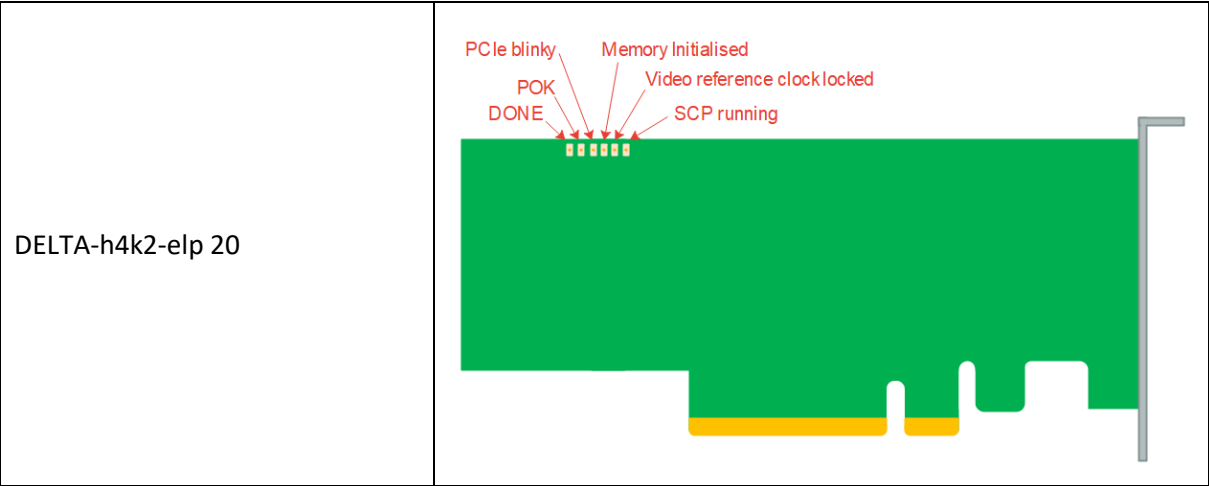 DELTA-h4k2-elp 20
PCIe blinky
Memory Initialised
Video reference clock locked
POK
DONE
SCP running